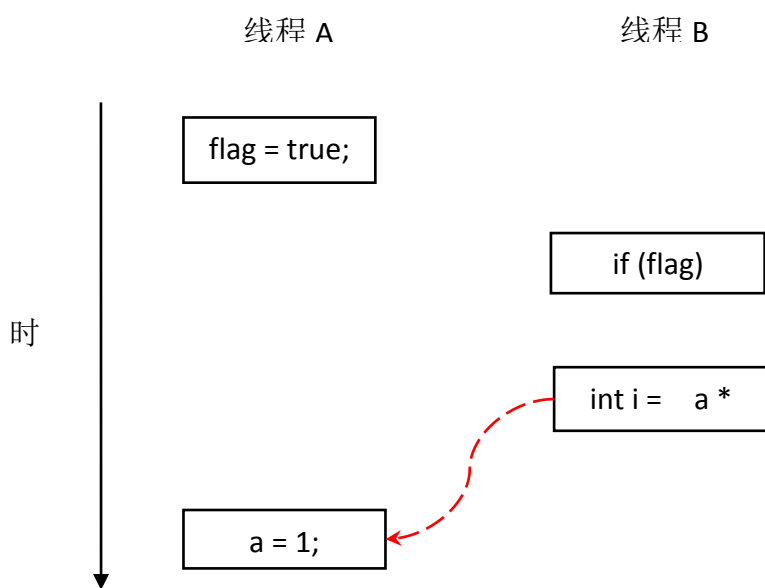 线程 A
线程 B
flag = true;
if (flag)
时
int i = a *
a = 1;